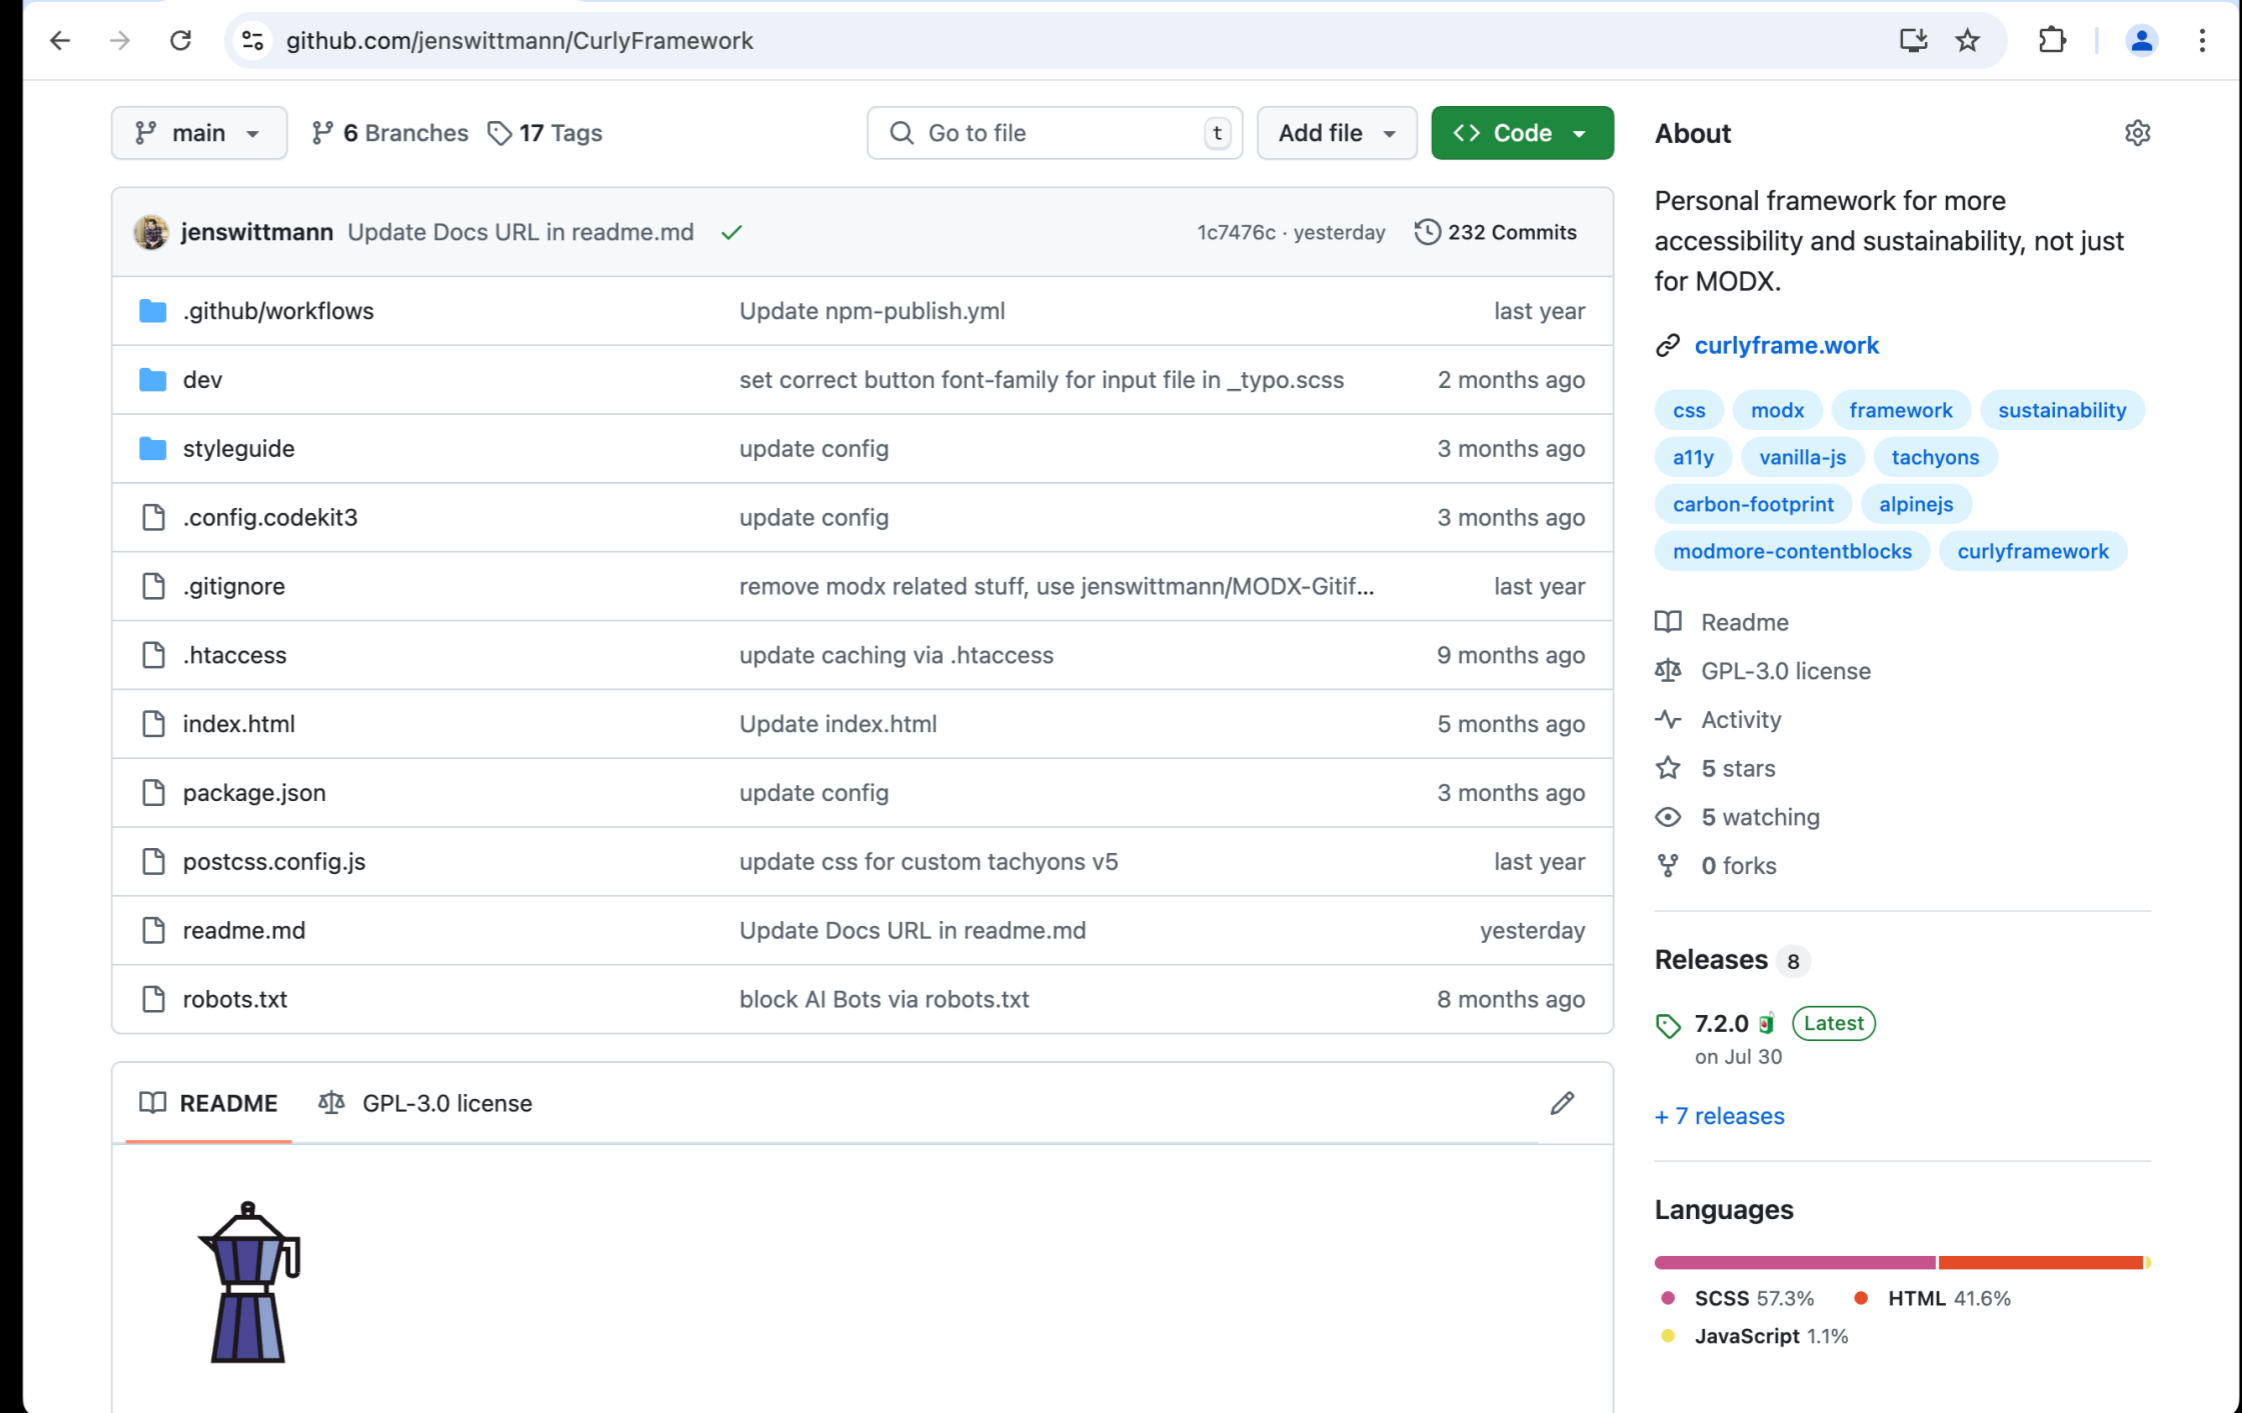 github.com/jenswittmann/CurlyFramework
main 6 Branches 17 Tags Go to file t Add file Code
jenswittmann Update Docs URL in readme.md 1c7476c · yesterday 232 Commits
.github/workflows Update npm-publish.yml last year
dev set correct button font-family for input file in _typo.scss 2 months ago
styleguide update config 3 months ago
.config.codekit3 update config 3 months ago
.gitignore remove modx related stuff, use jenswittmann/MODX-Gitif... last year
.htaccess update caching via .htaccess 9 months ago
index.html Update index.html 5 months ago
package.json update config 3 months ago
postcss.config.js update css for custom tachyons v5 last year
readme.md Update Docs URL in readme.md yesterday
robots.txt block AI Bots via robots.txt 8 months ago
README GPL-3.0 license
About
Personal framework for more
accessibility and sustainability, not just
for MODX.
curlyframe.work
css modx framework sustainability
a11y vanilla-js tachyons
carbon-footprint alpinejs
modmore-contentblocks curlyframework
Readme
GPL-3.0 license
Activity
5 stars
5 watching
0 forks
Releases 8
7.2.0 🧃 Latest
on Jul 30
+ 7 releases
Languages
SCSS 57.3% HTML 41.6%
JavaScript 1.1%